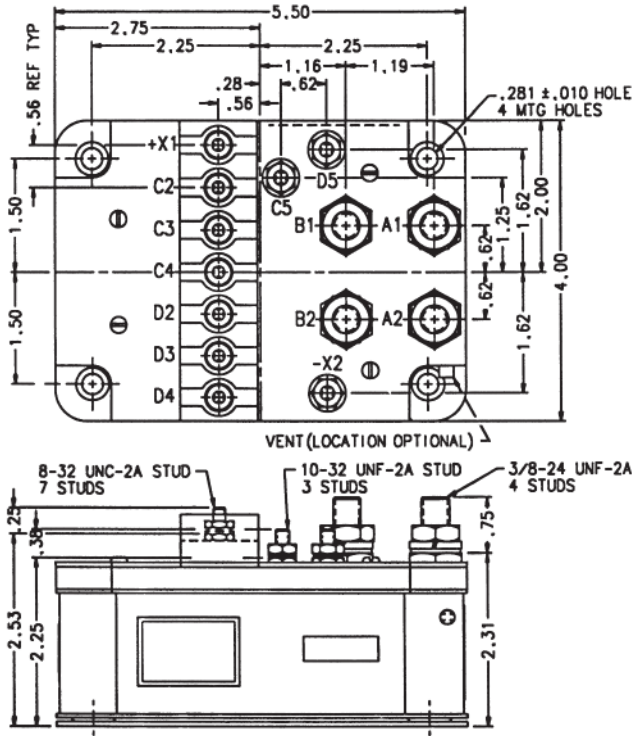 5.50
2.75
2.25
2.25
1.16
1.19
.28
.62
.56
.56 REF TYP
.281 ±.010 HOLE
4 MTG HOLES
+X1
C2
C3
C4
D2
D3
D4
C5
D5
B1
A1
B2
A2
-X2
1.50
1.50
.62
.62
1.25
1.62
1.62
2.00
4.00
VENT (LOCATION OPTIONAL)
8-32 UNC-2A STUD
7 STUDS
10-32 UNF-2A STUD
3 STUDS
3/8-24 UNF-2A
4 STUDS
.25
.38
2.53
2.25
.75
2.31